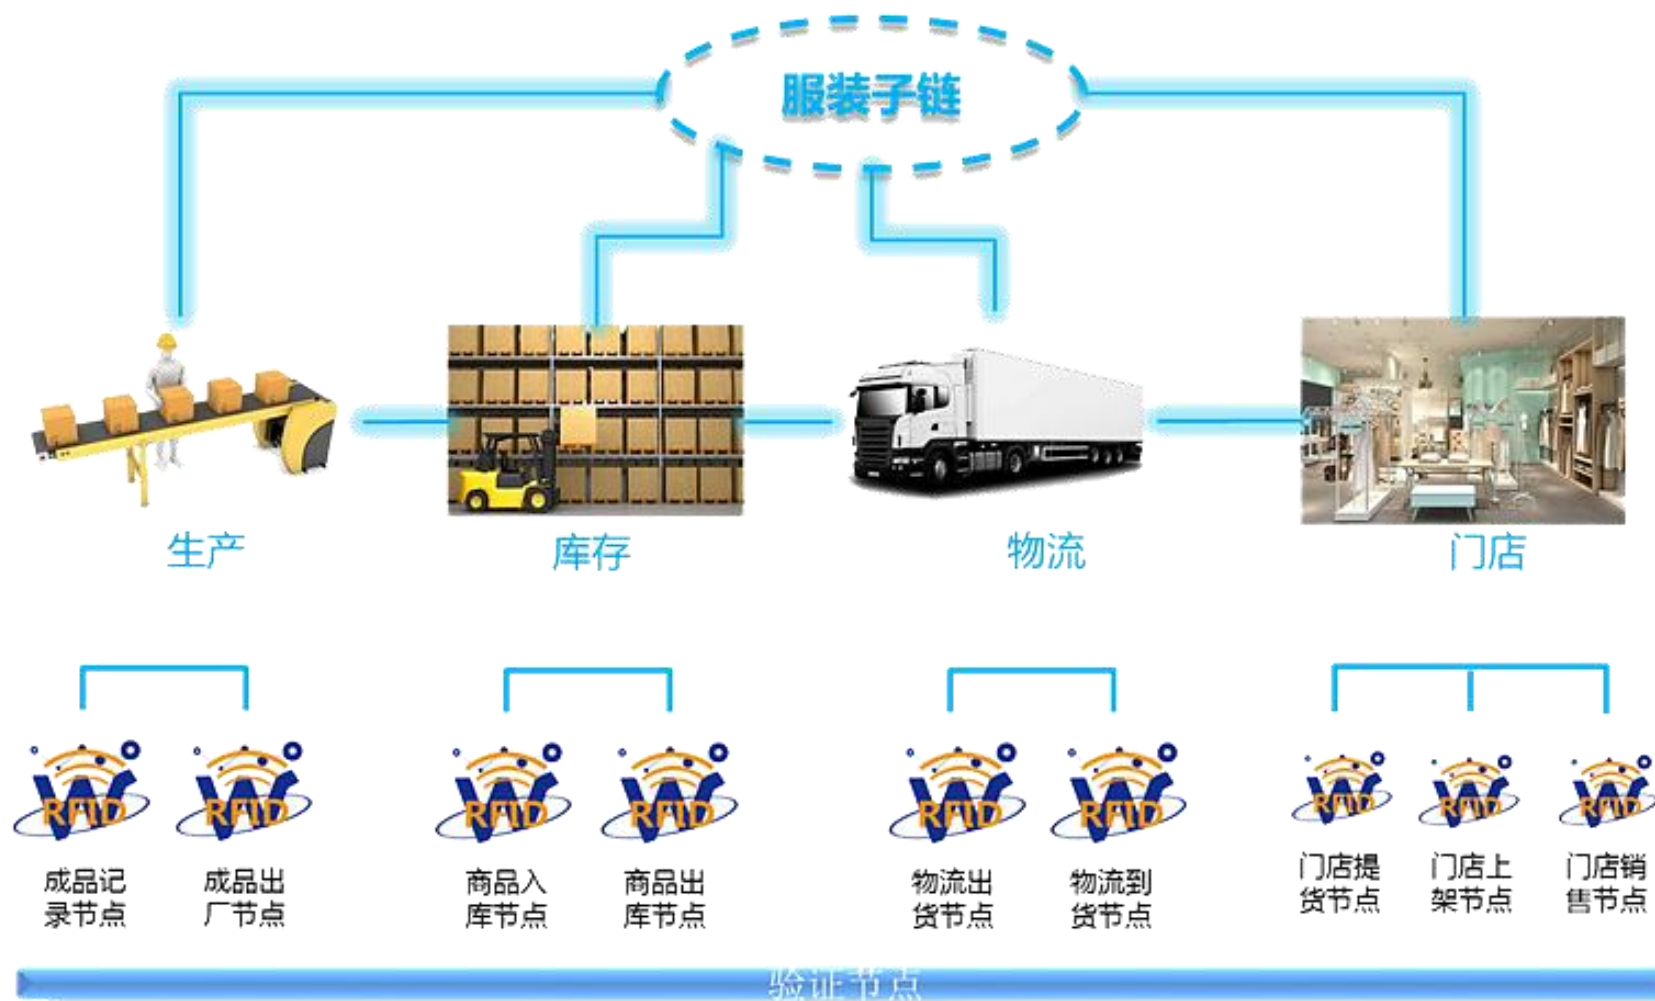 服装子链
生产
库存
物流
门店
RFID
RFID
RFID
RFID
RFID
RFID
RFID
RFID
RFID
成品记
录节点
成品出
厂节点
商品入
库节点
商品出
库节点
物流出
货节点
物流到
货节点
门店提
货节点
门店上
架节点
门店销
售节点
验证节点